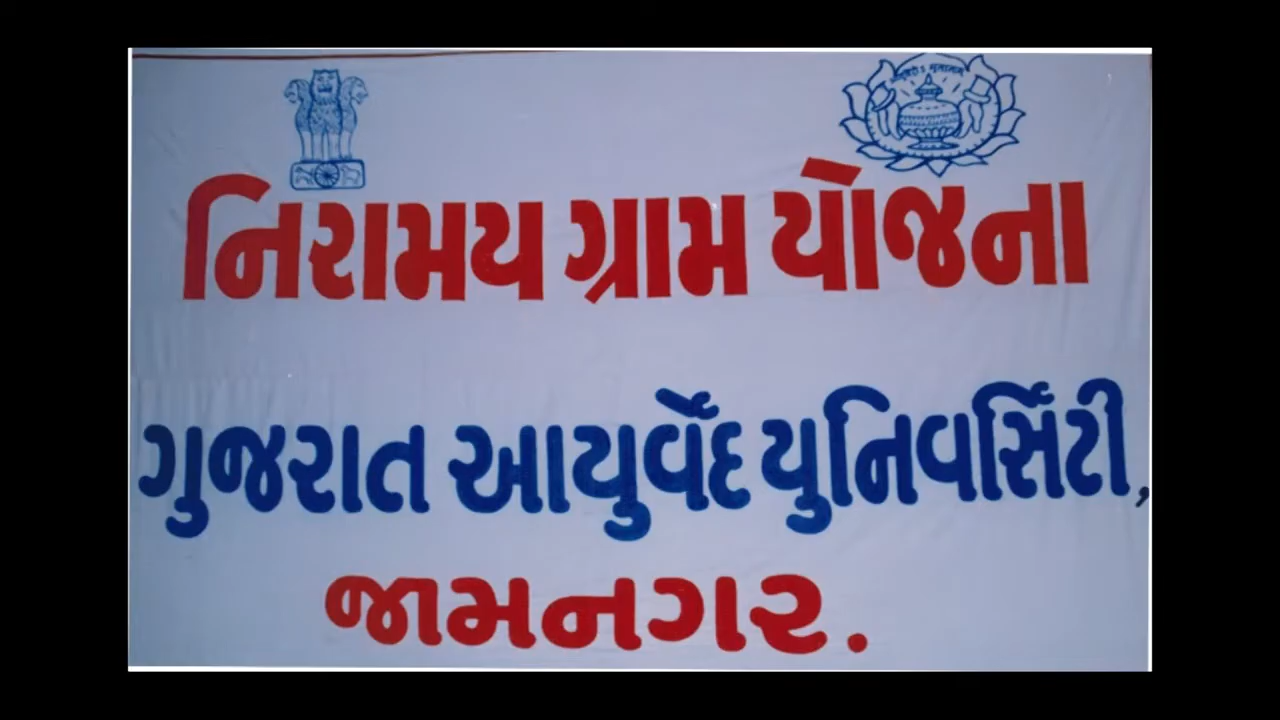 નિરામય ગ્રામ યોજના
ગુજરાત આયુર્વેદ યુનિવર્સિટી,
જામનગર.